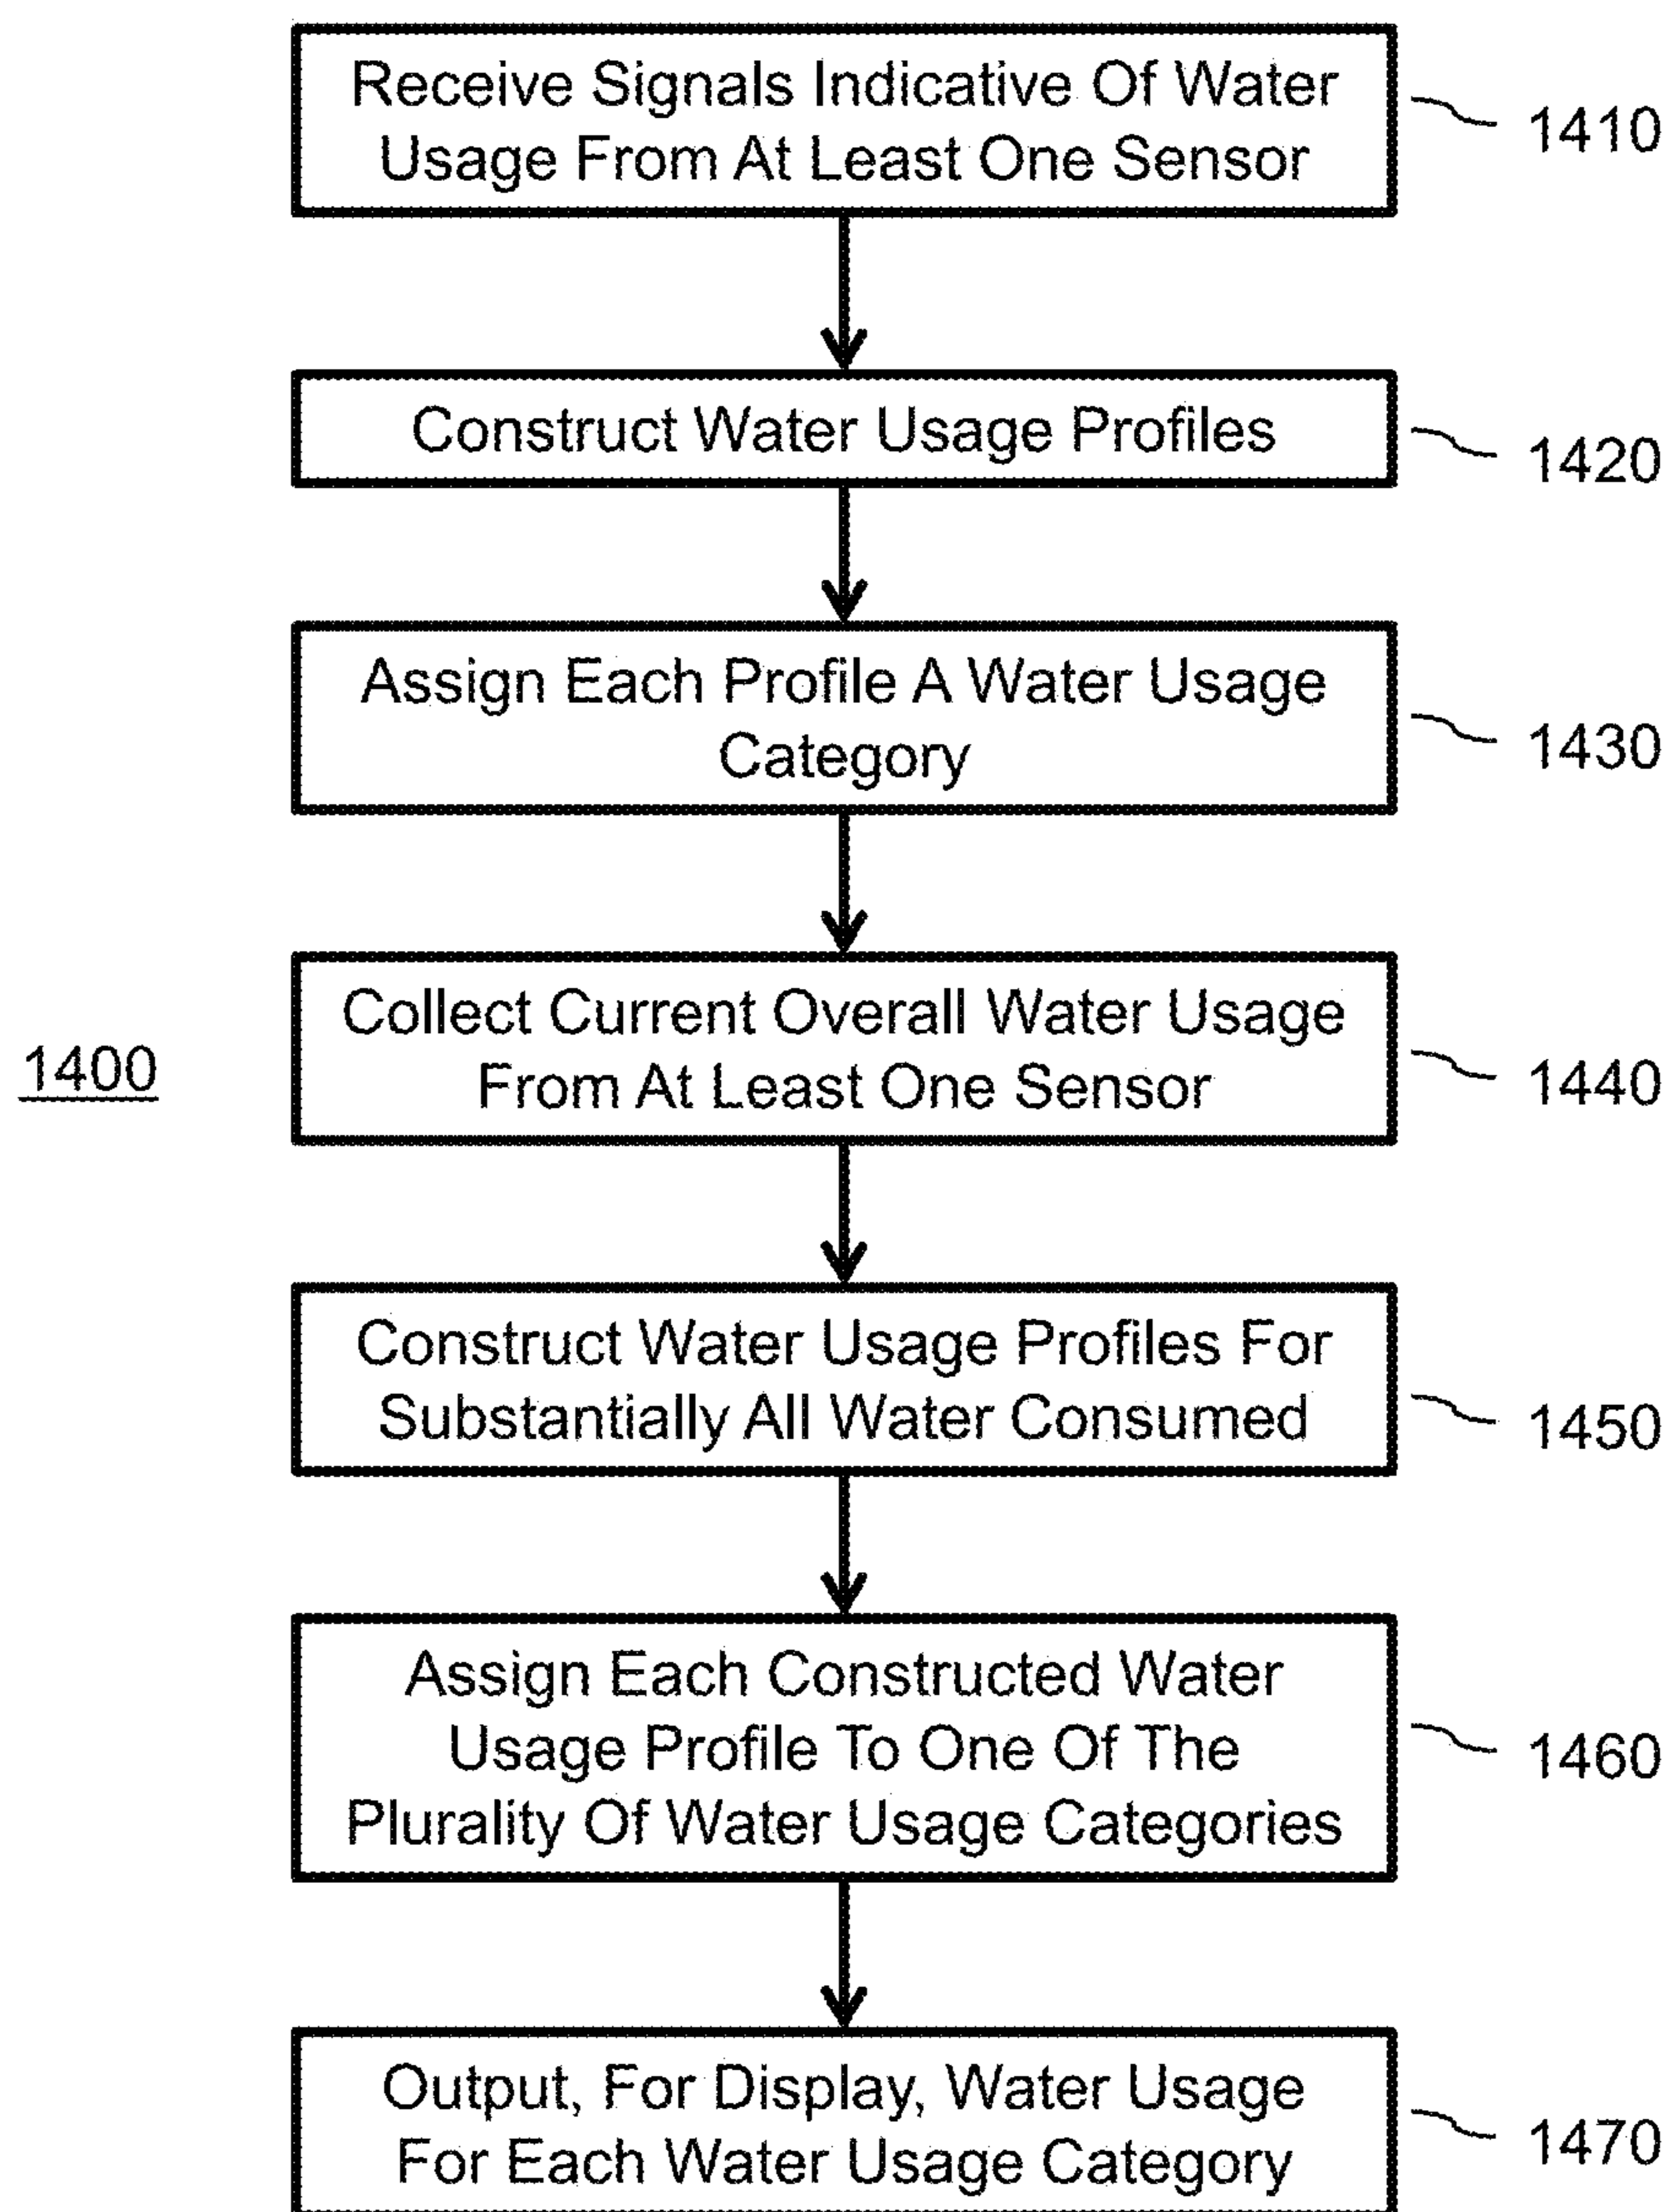 Receive Signals Indicative Of Water
Usage From At Least One Sensor
1410
Construct Water Usage Profiles
1420
Assign Each Profile A Water Usage
Category
1430
Collect Current Overall Water Usage
From At Least One Sensor
1440
1400
Construct Water Usage Profiles For
Substantially All Water Consumed
1450
Assign Each Constructed Water
Usage Profile To One Of The
Plurality Of Water Usage Categories
1460
Output, For Display, Water Usage
For Each Water Usage Category
1470